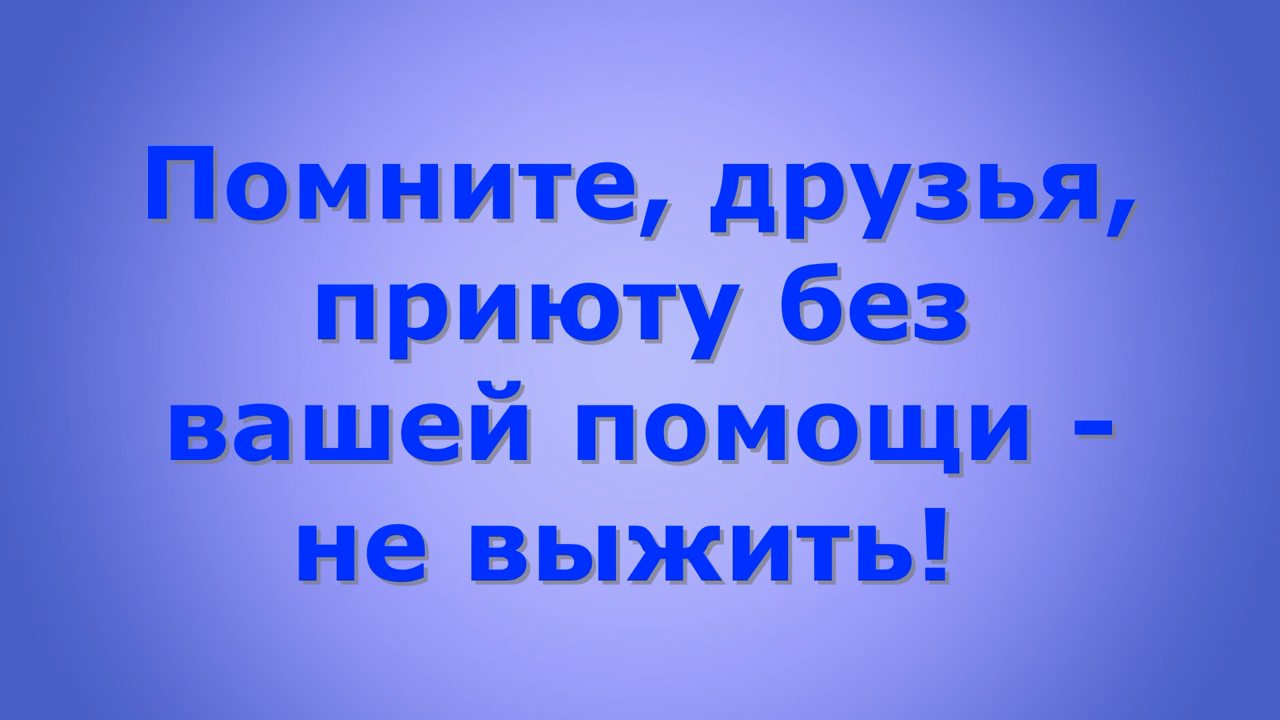 Помните, друзья,
приюту без
вашей помощи -
не выжить!